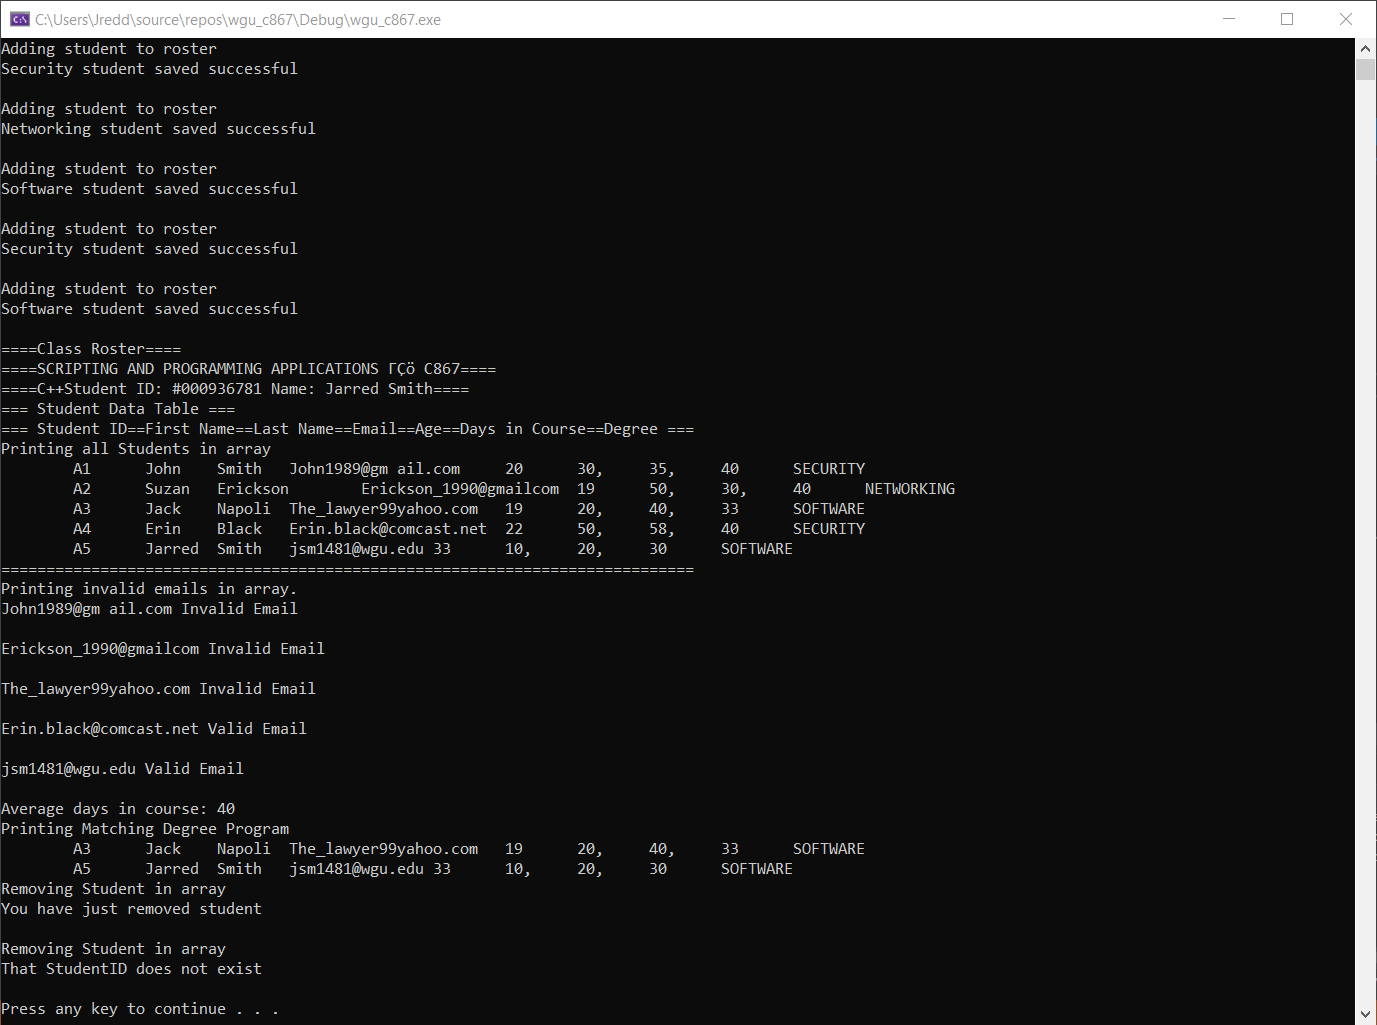 C:\Users\Jredd\source\repos\wgu_c867\Debug\wgu_c867.exe
Adding student to roster
Security student saved successful
Adding student to roster
Networking student saved successful
Adding student to roster
Software student saved successful
Adding student to roster
Security student saved successful
Adding student to roster
Software student saved successful
====Class Roster====
====SCRIPTING AND PROGRAMMING APPLICATIONS ΓÇö C867====
====C++Student ID: #000936781 Name: Jarred Smith====
=== Student Data Table ===
=== Student ID==First Name==Last Name==Email==Age==Days in Course==Degree ===
Printing all Students in array
A1 John Smith John1989@gm ail.com 20 30, 35, 40 SECURITY
A2 Suzan Erickson Erickson_1990@gmailcom 19 50, 30, 40 NETWORKING
A3 Jack Napoli The_lawyer99yahoo.com 19 20, 40, 33 SOFTWARE
A4 Erin Black Erin.black@comcast.net 22 50, 58, 40 SECURITY
A5 Jarred Smith jsm1481@wgu.edu 33 10, 20, 30 SOFTWARE
=============================================================================
Printing invalid emails in array.
John1989@gm ail.com Invalid Email
Erickson_1990@gmailcom Invalid Email
The_lawyer99yahoo.com Invalid Email
Erin.black@comcast.net Valid Email
jsm1481@wgu.edu Valid Email
Average days in course: 40
Printing Matching Degree Program
A3 Jack Napoli The_lawyer99yahoo.com 19 20, 40, 33 SOFTWARE
A5 Jarred Smith jsm1481@wgu.edu 33 10, 20, 30 SOFTWARE
Removing Student in array
You have just removed student
Removing Student in array
That StudentID does not exist
Press any key to continue . . .